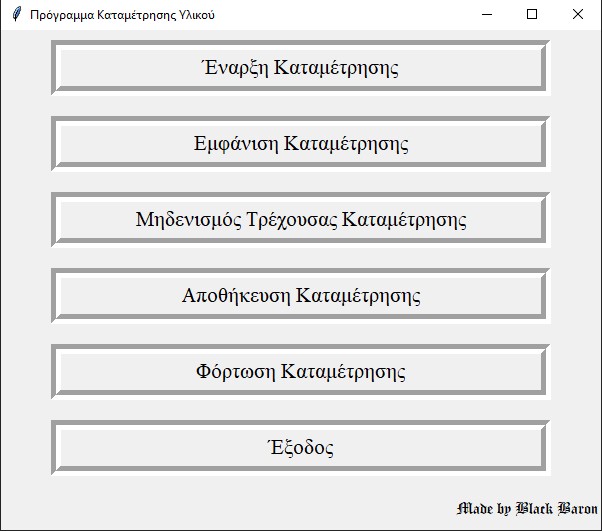 Πρόγραμμα Καταμέτρησης Υλικού
Έναρξη Καταμέτρησης
Εμφάνιση Καταμέτρησης
Μηδενισμός Τρέχουσας Καταμέτρησης
Αποθήκευση Καταμέτρησης
Φόρτωση Καταμέτρησης
Έξοδος
Made by Black Baron